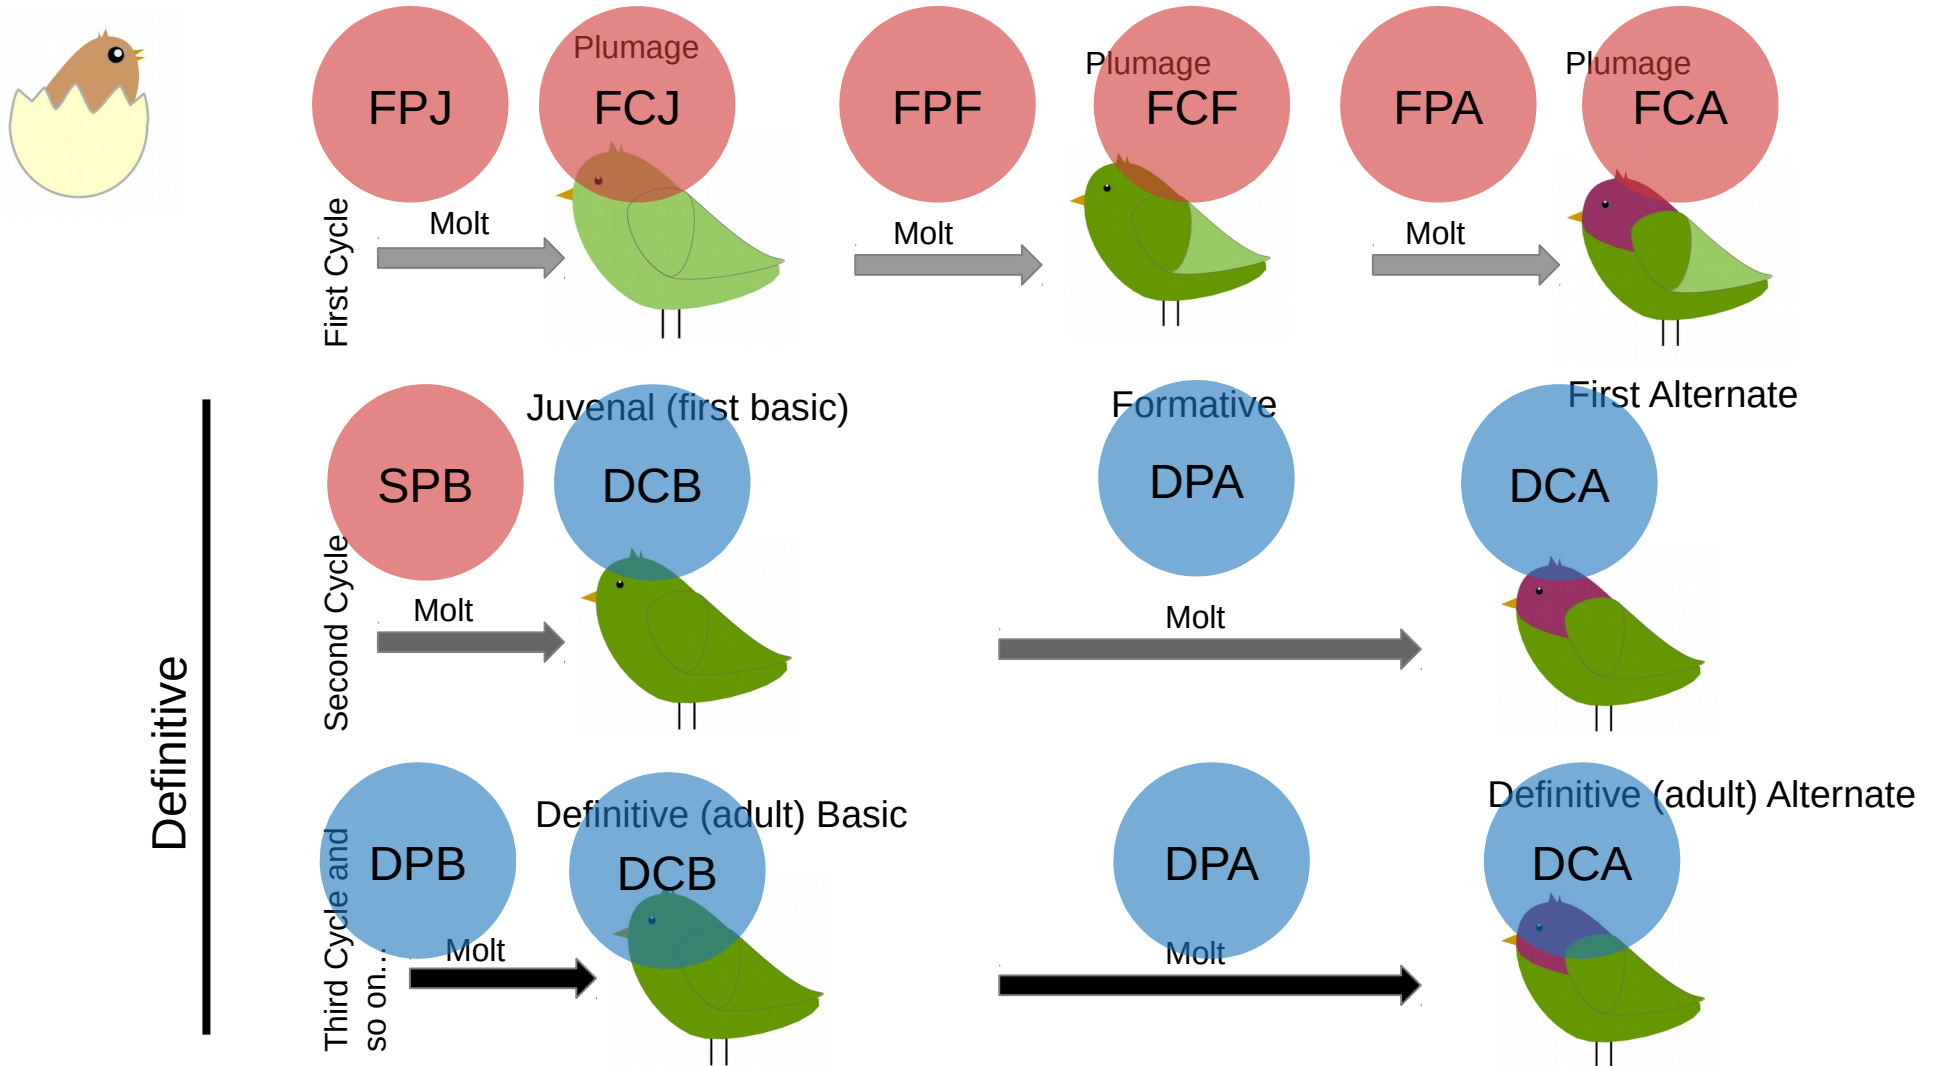 Plumage
Plumage
Plumage
FPJ
FCJ
FPF
FCF
FPA
FCA
First Cycle
Molt
Molt
Molt
Juvenal (first basic)
Formative
First Alternate
SPB
DCB
DPA
DCA
Second Cycle
Molt
Molt
Definitive
Definitive (adult) Basic
Definitive (adult) Alternate
DPB
DCB
DPA
DCA
Third Cycle and
so on...
Molt
Molt